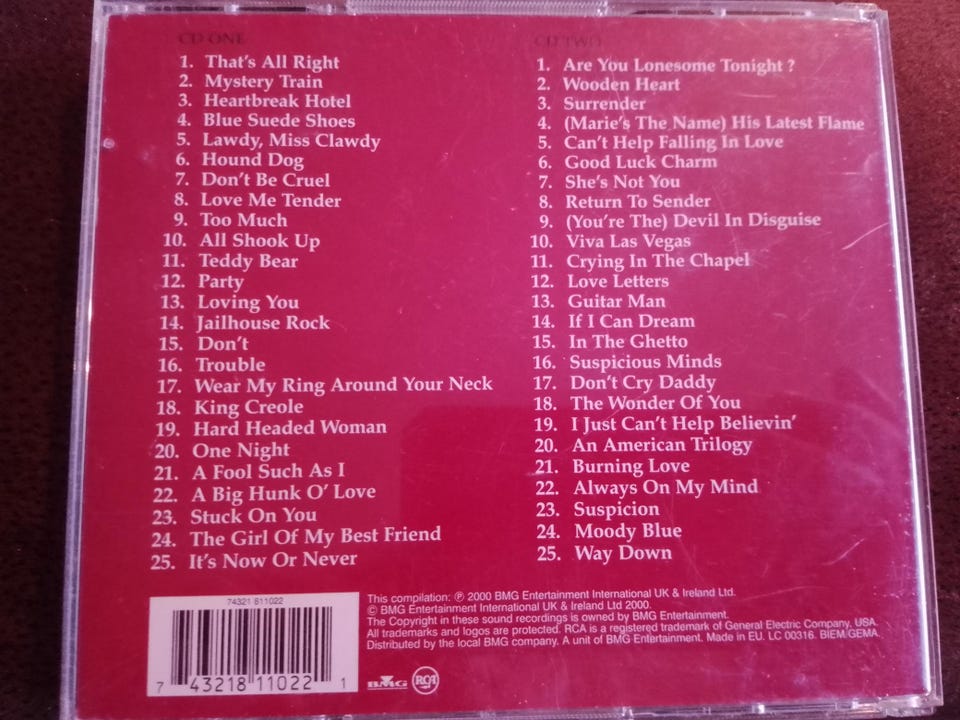 CD ONE
1. That's All Right
2. Mystery Train
3. Heartbreak Hotel
4. Blue Suede Shoes
5. Lawdy, Miss Clawdy
6. Hound Dog
7. Don't Be Cruel
8. Love Me Tender
9. Too Much
10. All Shook Up
11. Teddy Bear
12. Party
13. Loving You
14. Jailhouse Rock
15. Don't
16. Trouble
17. Wear My Ring Around Your Neck
18. King Creole
19. Hard Headed Woman
20. One Night
21. A Fool Such As I
22. A Big Hunk O' Love
23. Stuck On You
24. The Girl Of My Best Friend
25. It's Now Or Never
CD TWO
1. Are You Lonesome Tonight ?
2. Wooden Heart
3. Surrender
4. (Marie's The Name) His Latest Flame
5. Can't Help Falling In Love
6. Good Luck Charm
7. She's Not You
8. Return To Sender
9. (You're The) Devil In Disguise
10. Viva Las Vegas
11. Crying In The Chapel
12. Love Letters
13. Guitar Man
14. If I Can Dream
15. In The Ghetto
16. Suspicious Minds
17. Don't Cry Daddy
18. The Wonder Of You
19. I Just Can't Help Believin'
20. An American Trilogy
21. Burning Love
22. Always On My Mind
23. Suspicion
24. Moody Blue
25. Way Down
74321 811022
7 43218 11022 1
This compilation: ℗ 2000 BMG Entertainment International UK & Ireland Ltd.
© BMG Entertainment International UK & Ireland Ltd 2000.
The Copyright in these sound recordings is owned by BMG Entertainment.
All trademarks and logos are protected. RCA is a registered trademark of General Electric Company, USA.
Distributed by the local BMG company. A unit of BMG Entertainment. Made in EU. LC 00316. BIEM/GEMA.
BMG RCA